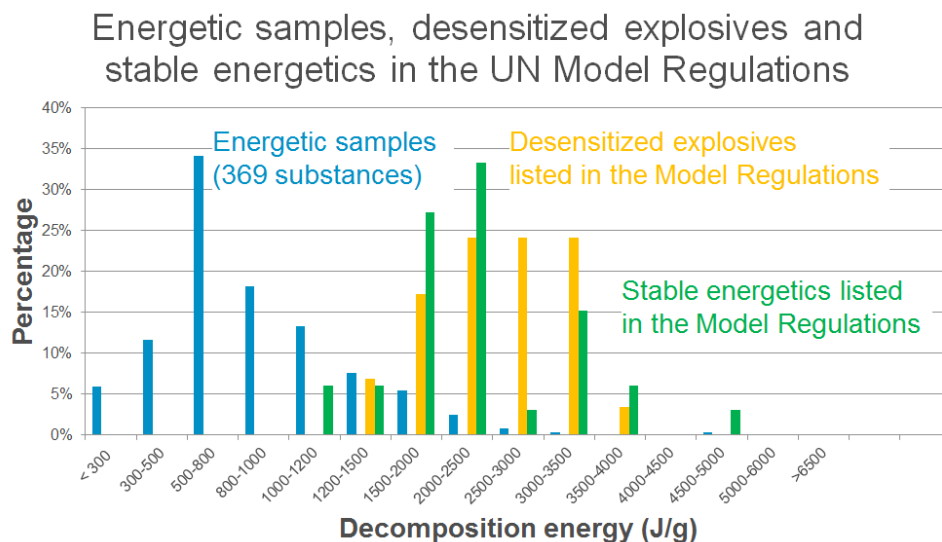 Energetic samples, desensitized explosives and
stable energetics in the UN Model Regulations
40%
35%
30%
25%
20%
15%
10%
5%
0%
Percentage
Energetic samples
(369 substances)
Desensitized explosives
listed in the Model Regulations
Stable energetics listed
in the Model Regulations
< 300
300-500
500-800
800-1000
1000-1200
1200-1500
1500-2000
2000-2500
2500-3000
3000-3500
3500-4000
4000-4500
4500-5000
5000-6000
>6500
Decomposition energy (J/g)